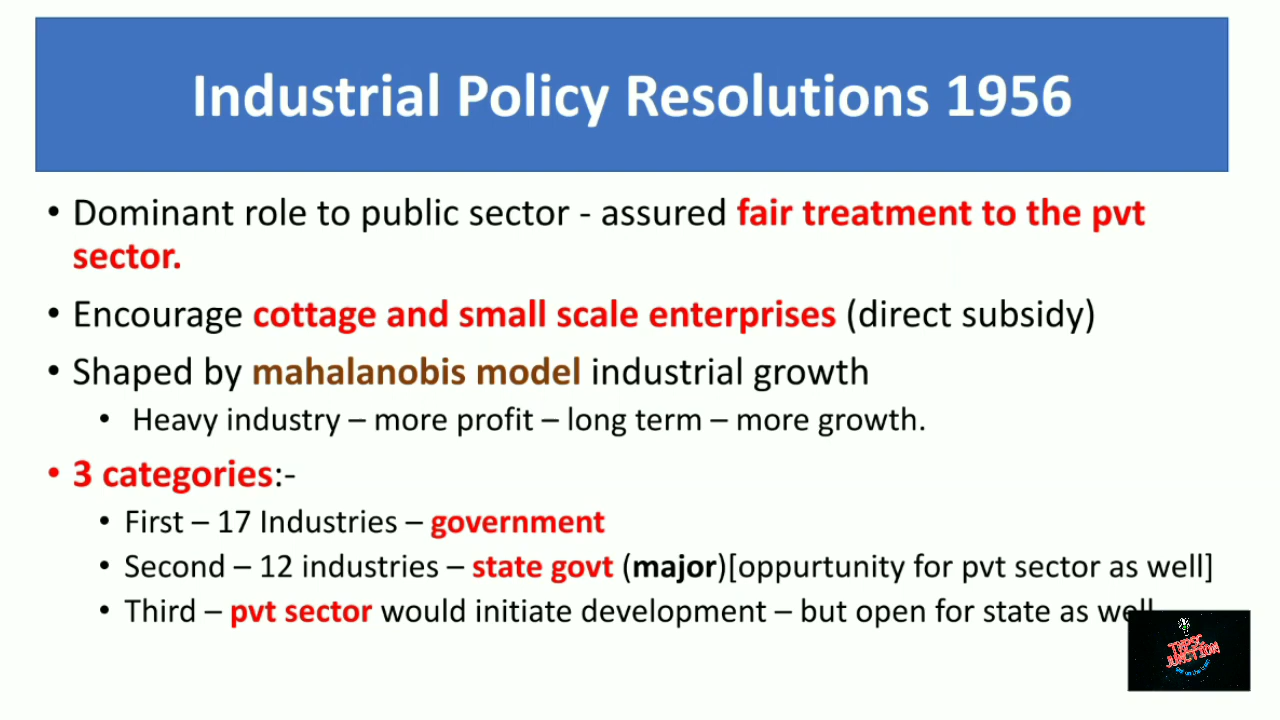 Industrial Policy Resolutions 1956
• Dominant role to public sector - assured fair treatment to the pvt
sector.
• Encourage cottage and small scale enterprises (direct subsidy)
• Shaped by mahalanobis model industrial growth
• Heavy industry – more profit – long term – more growth.
• 3 categories:-
• First – 17 Industries – government
• Second – 12 industries – state govt (major)[oppurtunity for pvt sector as well]
• Third – pvt sector would initiate development – but open for state as well
TNPSC
JUNCTION